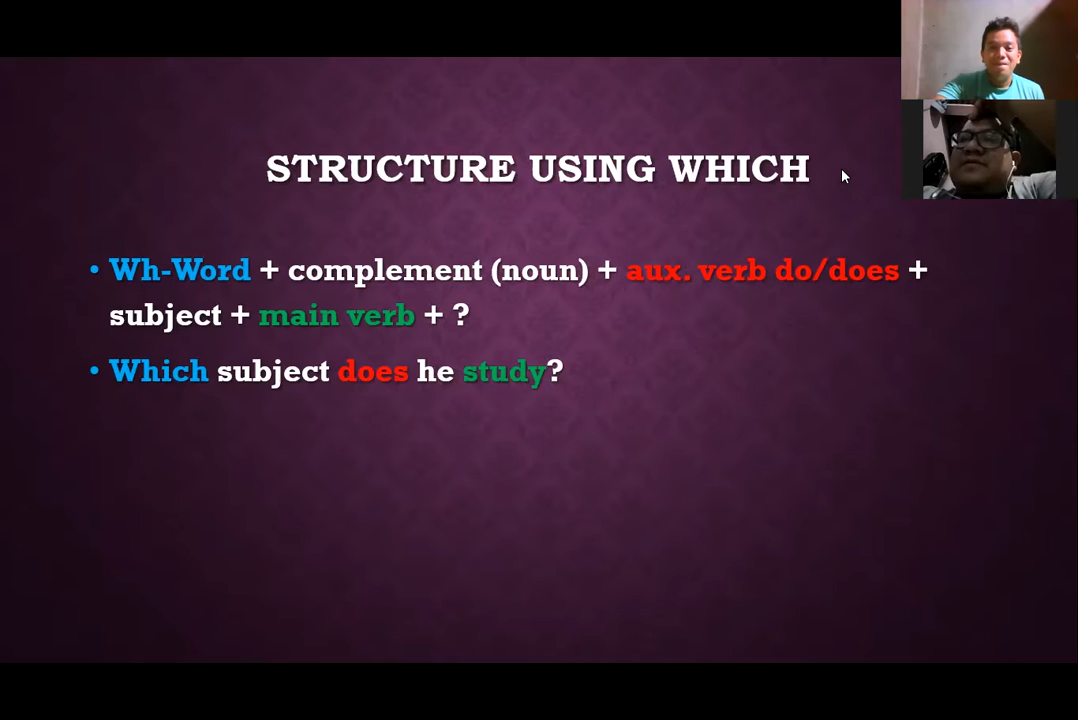 STRUCTURE USING WHICH
• Wh-Word + complement (noun) + aux. verb do/does +
subject + main verb + ?
• Which subject does he study?